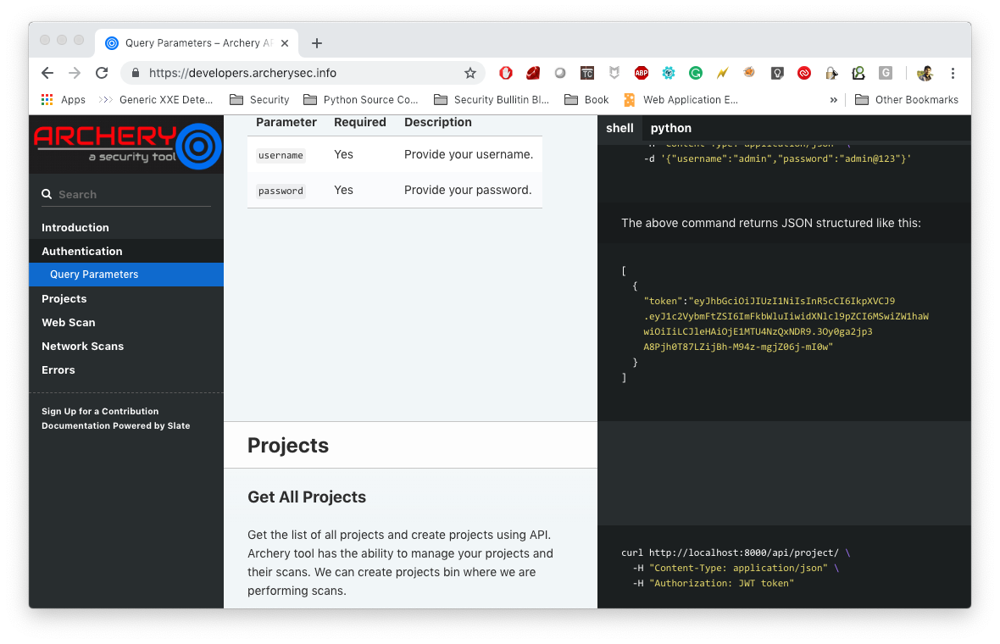 Query Parameters – Archery AP
https://developers.archerysec.info
TC
ABP
G
G
Apps
Generic XXE Dete...
Security
Python Source Co...
Security Bullitin Bl...
Book
Web Application E...
»
Other Bookmarks
ARCHERY
a security tool
Search
Introduction
Authentication
Query Parameters
Projects
Web Scan
Network Scans
Errors
Sign Up for a Contribution
Documentation Powered by Slate
Parameter Required Description
username Yes Provide your username.
password Yes Provide your password.
Projects
Get All Projects
Get the list of all projects and create projects using API.
Archery tool has the ability to manage your projects and
their scans. We can create projects bin where we are
performing scans.
shell python
-H "Content-Type: application/json" \
-d '{"username":"admin","password":"admin@123"}'
The above command returns JSON structured like this:
[
{
"token":"eyJhbGciOiJIUzI1NiIsInR5cCI6IkpXVCJ9
.eyJ1c2VybmFtZSI6ImFkbWluIiwidXNlcl9pZCI6MSwiZW1haW
wiOiIiLCJleHAiOjE1MTU4NzQxNDR9.3Oy0ga2jp3
A8Pjh0T87LZijBh-M94z-mgjZ06j-mI0w"
}
]
curl http://localhost:8000/api/project/ \
-H "Content-Type: application/json" \
-H "Authorization: JWT token"